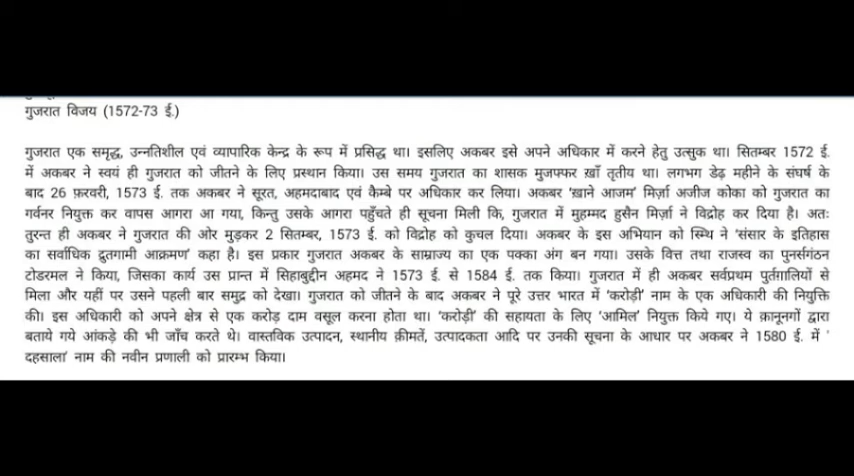 गुजरात विजय (1572-73 ई.)
गुजरात एक समृद्ध, उन्नतिशील एवं व्यापारिक केन्द्र के रूप में प्रसिद्ध था। इसलिए अकबर इसे अपने अधिकार में करने हेतु उत्सुक था। सितम्बर 1572 ई.
में अकबर ने स्वयं ही गुजरात को जीतने के लिए प्रस्थान किया। उस समय गुजरात का शासक मुजफ्फर ख़ाँ तृतीय था। लगभग डेढ़ महीने के संघर्ष के
बाद 26 फ़रवरी, 1573 ई. तक अकबर ने सूरत, अहमदाबाद एवं कैम्बे पर अधिकार कर लिया। अकबर 'ख़ाने आजम' मिर्ज़ा अजीज कोका को गुजरात का
गर्वनर नियुक्त कर वापस आगरा आ गया, किन्तु उसके आगरा पहुँचते ही सूचना मिली कि, गुजरात में मुहम्मद हुसैन मिर्ज़ा ने विद्रोह कर दिया है। अतः
तुरन्त ही अकबर ने गुजरात की ओर मुड़कर 2 सितम्बर, 1573 ई. को विद्रोह को कुचल दिया। अकबर के इस अभियान को स्मिथ ने 'संसार के इतिहास
का सर्वाधिक द्रुतगामी आक्रमण' कहा है। इस प्रकार गुजरात अकबर के साम्राज्य का एक पक्का अंग बन गया। उसके वित्त तथा राजस्व का पुनर्सगंठन
टोडरमल ने किया, जिसका कार्य उस प्रान्त में सिहाबुद्दीन अहमद ने 1573 ई. से 1584 ई. तक किया। गुजरात में ही अकबर सर्वप्रथम पुर्तग़ालियों से
मिला और यहीं पर उसने पहली बार समुद्र को देखा। गुजरात को जीतने के बाद अकबर ने पूरे उत्तर भारत में 'करोड़ी' नाम के एक अधिकारी की नियुक्ति
की। इस अधिकारी को अपने क्षेत्र से एक करोड़ दाम वसूल करना होता था। 'करोड़ी' की सहायता के लिए 'आमिल' नियुक्त किये गए। ये क़ानूनगों द्वारा
बताये गये आंकड़े की भी जाँच करते थे। वास्तविक उत्पादन, स्थानीय क़ीमतें, उत्पादकता आदि पर उनकी सूचना के आधार पर अकबर ने 1580 ई. में '
दहसाला' नाम की नवीन प्रणाली को प्रारम्भ किया।